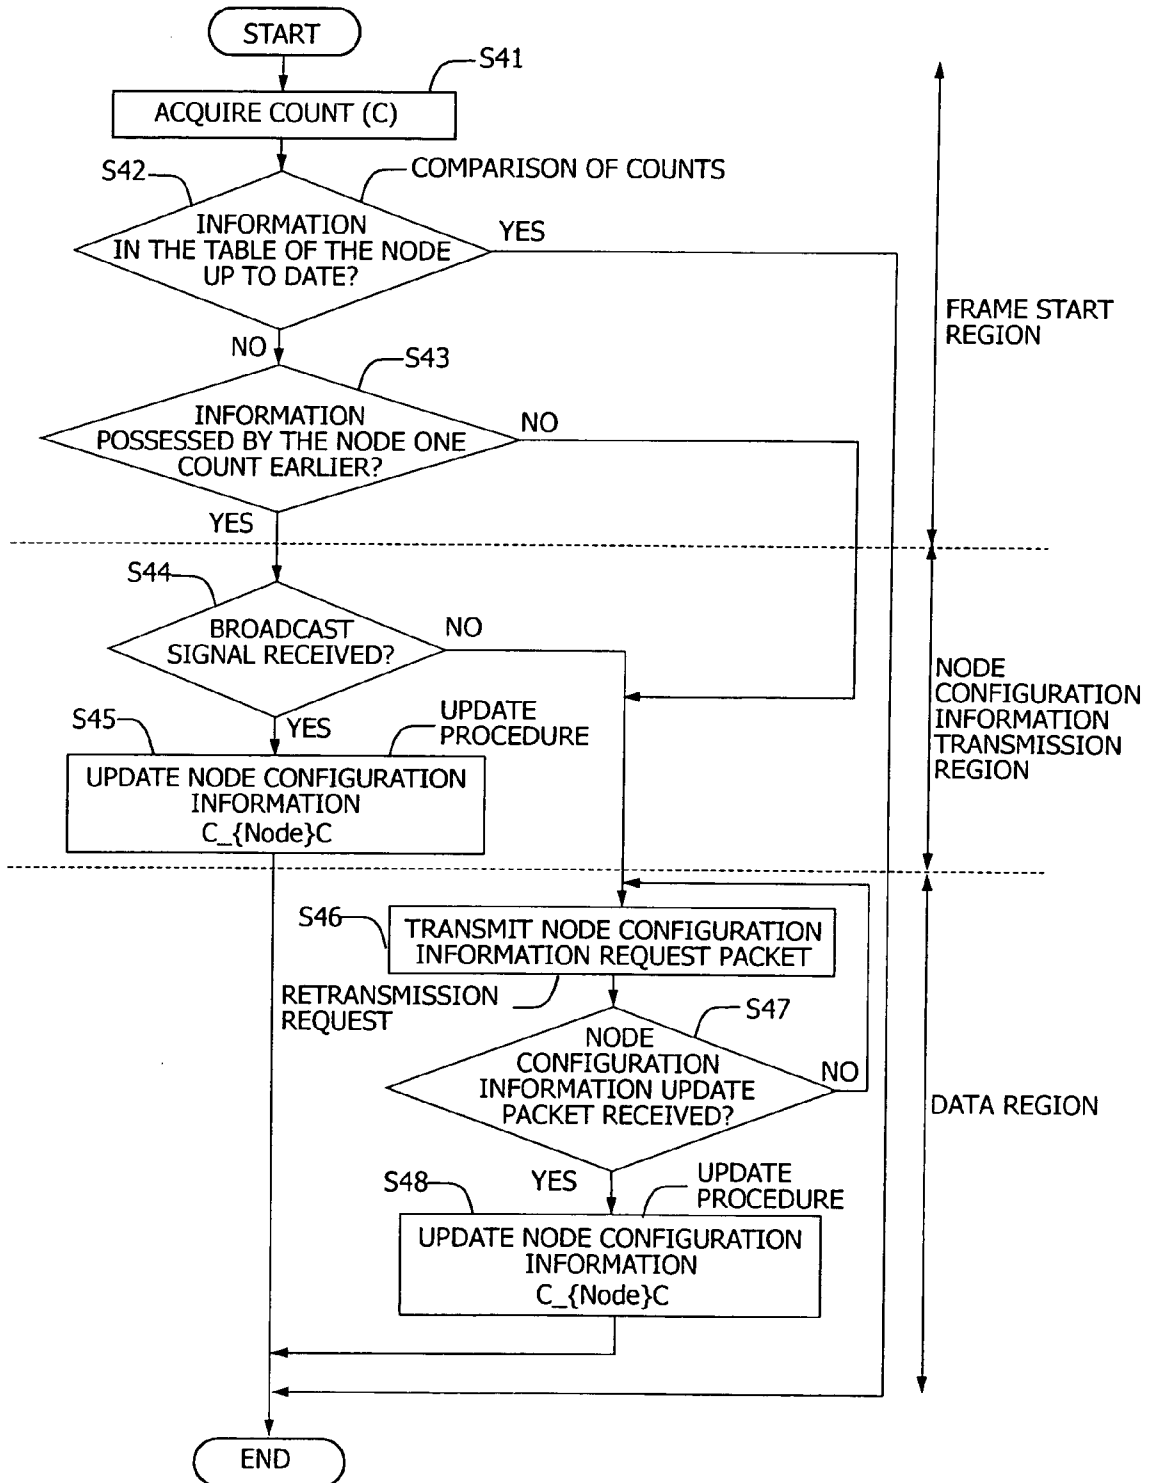 START
S41
ACQUIRE COUNT (C)
S42
COMPARISON OF COUNTS
INFORMATION
IN THE TABLE OF THE NODE
UP TO DATE?
YES
NO
FRAME START
REGION
S43
INFORMATION
POSSESSED BY THE NODE ONE
COUNT EARLIER?
NO
YES
S44
BROADCAST
SIGNAL RECEIVED?
NO
YES
NODE
CONFIGURATION
INFORMATION
TRANSMISSION
REGION
S45
UPDATE
PROCEDURE
UPDATE NODE CONFIGURATION
INFORMATION
C_{Node}C
S46
TRANSMIT NODE CONFIGURATION
INFORMATION REQUEST PACKET
RETRANSMISSION
REQUEST
S47
NODE
CONFIGURATION
INFORMATION UPDATE
PACKET RECEIVED?
NO
DATA REGION
YES
S48
UPDATE
PROCEDURE
UPDATE NODE CONFIGURATION
INFORMATION
C_{Node}C
END